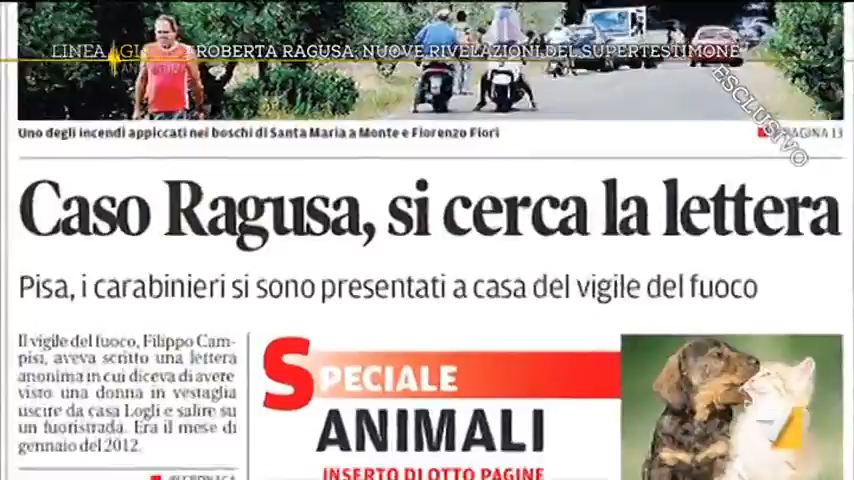 LINEA GI
ROBERTA RAGUSA: NUOVE RIVELAZIONI DEL SUPERTESTIMONE
ESCLUSIVO
Uno degli incendi appiccati nei boschi di Santa Maria a Monte e Fiorenzo Fiori
PAGINA 13
Caso Ragusa, si cerca la lettera
Pisa, i carabinieri si sono presentati a casa del vigile del fuoco
Il vigile del fuoco, Filippo Cam-
pisi, aveva scritto una lettera
anonima in cui diceva di avere
visto una donna in vestaglia
uscire da casa Logli e salire su
un fuoristrada. Era il mese di
gennaio del 2012.
SPECIALE
ANIMALI
INSERTO DI OTTO PAGINE
7